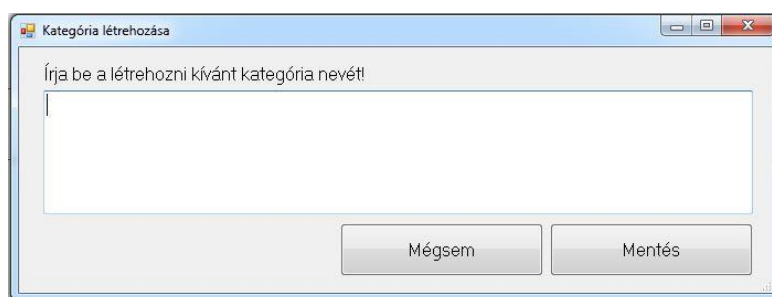 Kategória létrehozása
Írja be a létrehozni kívánt kategória nevét!
Mégsem
Mentés